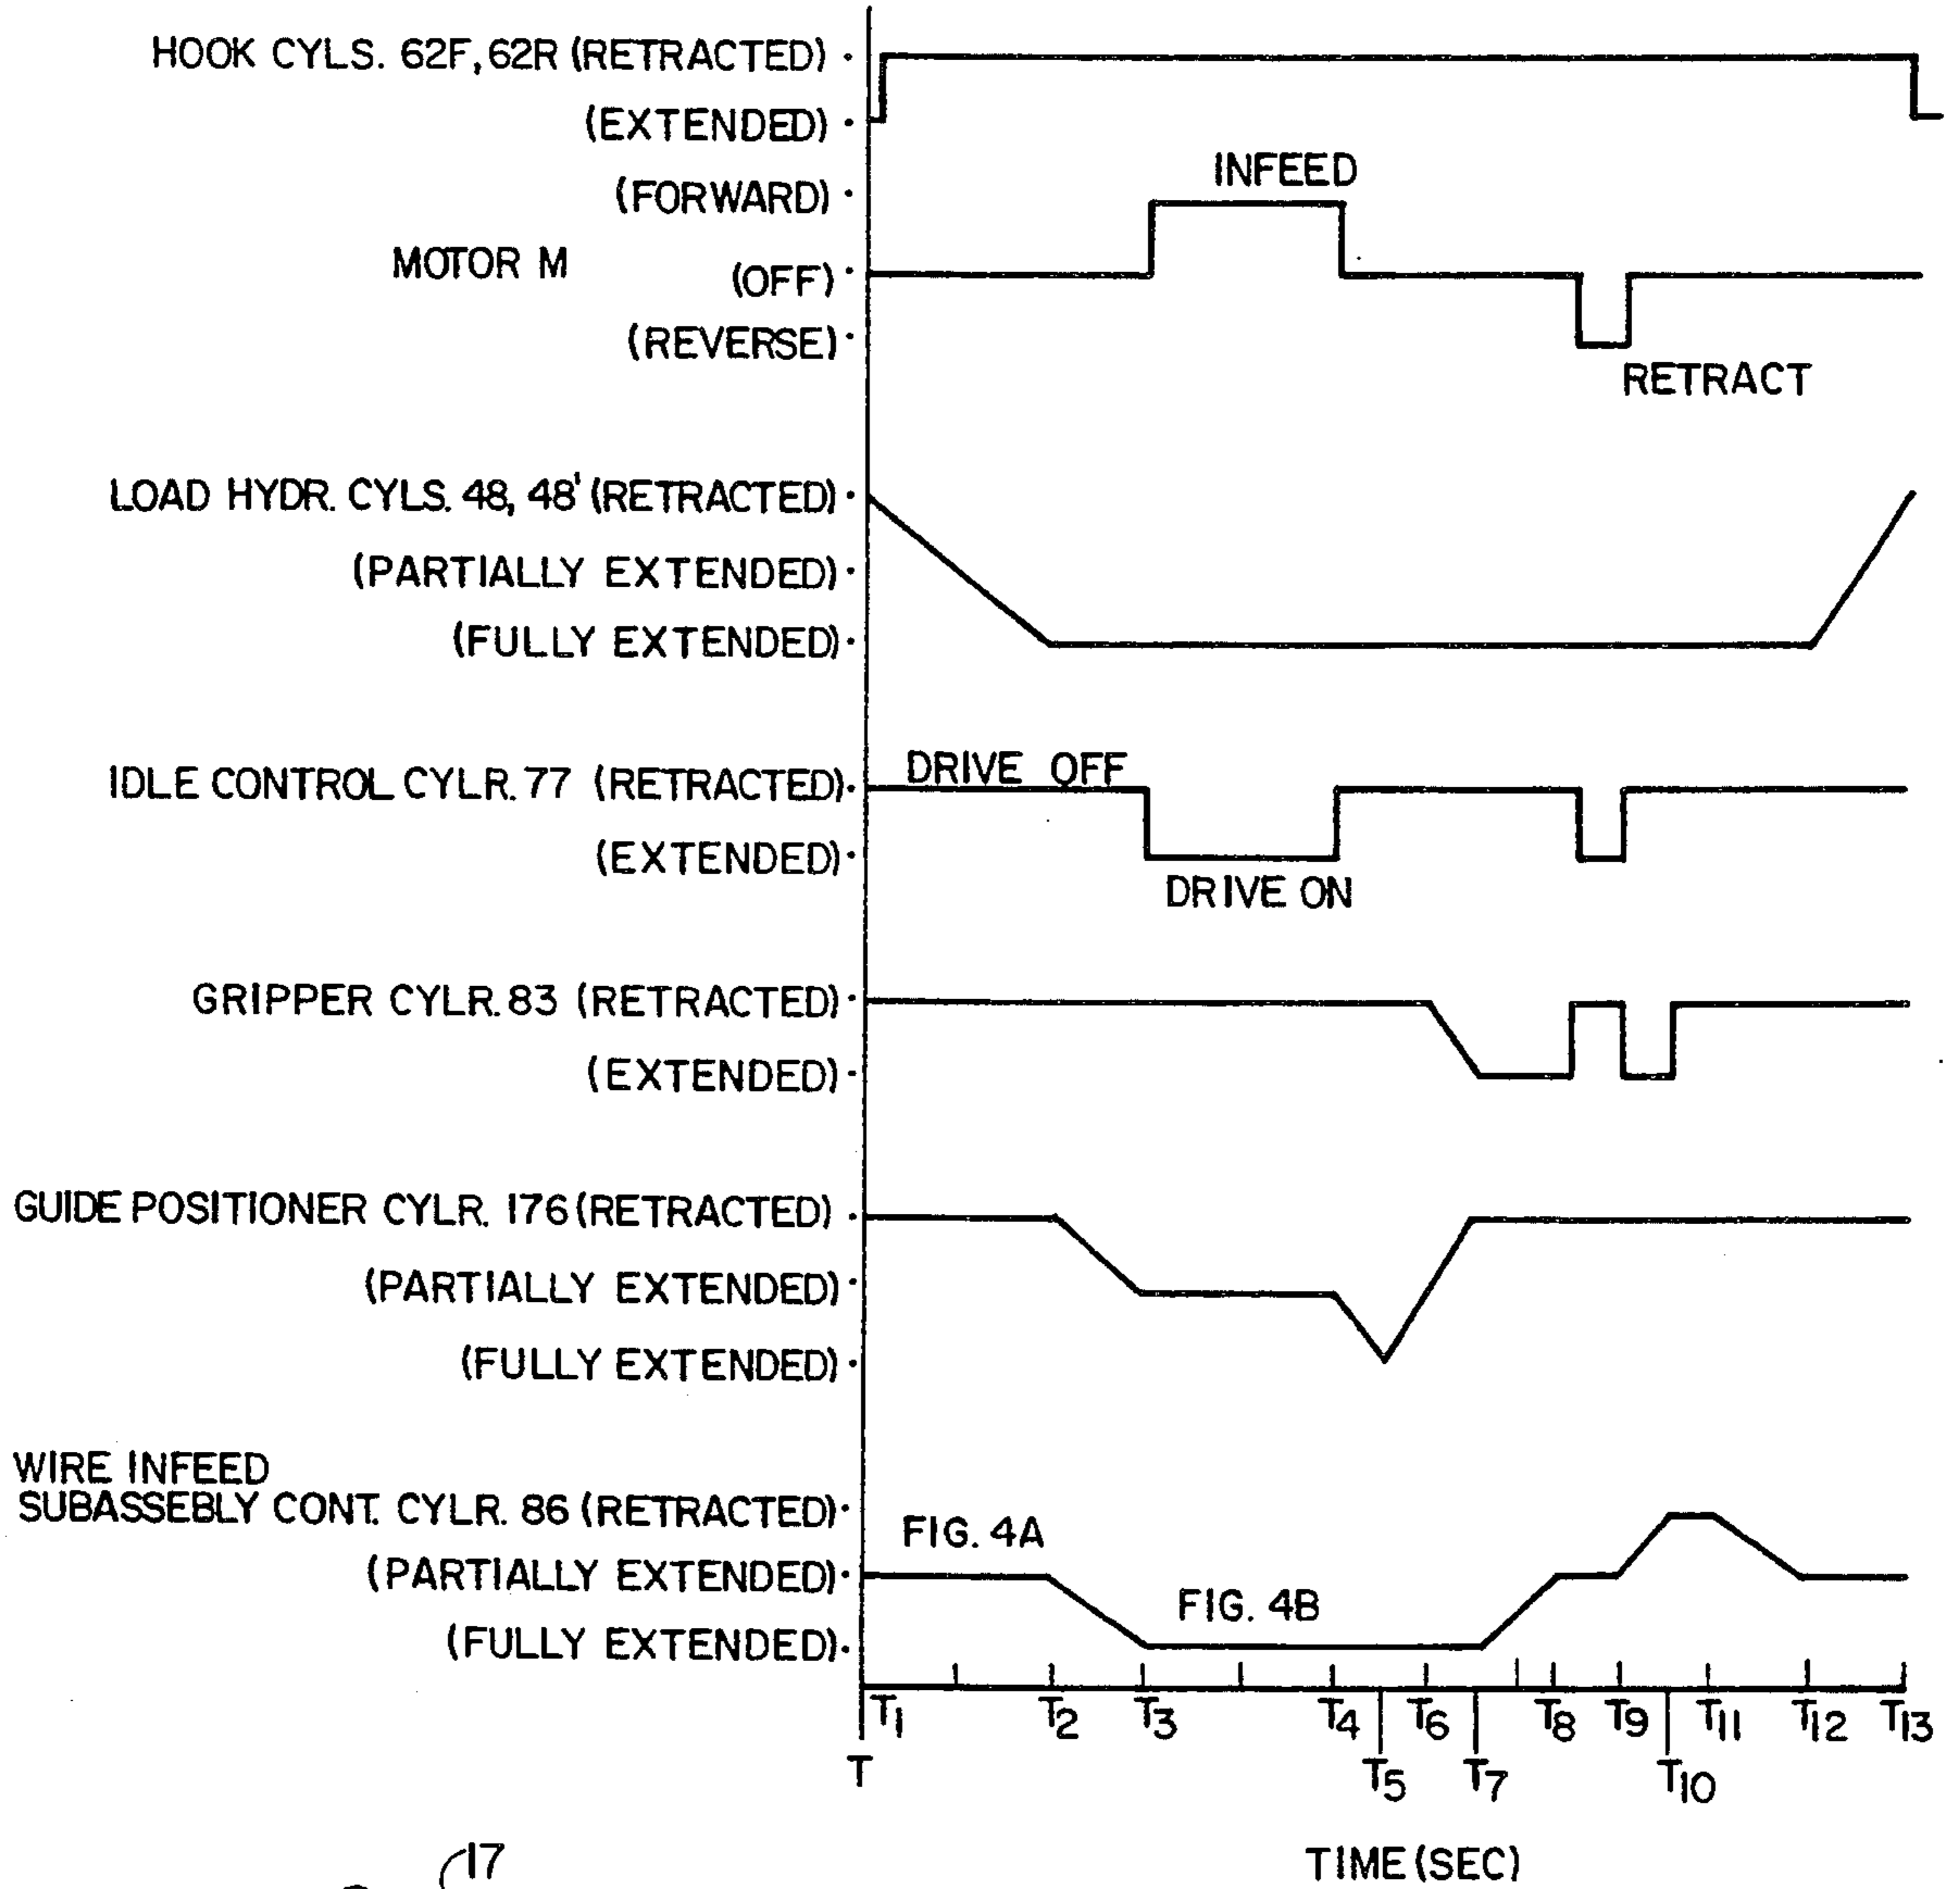 HOOK CYLS. 62F, 62R (RETRACTED)
(EXTENDED)
INFEED
(FORWARD)
MOTOR M (OFF)
(REVERSE)
RETRACT
LOAD HYDR. CYLS. 48, 48' (RETRACTED)
(PARTIALLY EXTENDED)
(FULLY EXTENDED)
DRIVE OFF
IDLE CONTROL CYLR. 77 (RETRACTED)
(EXTENDED)
DRIVE ON
GRIPPER CYLR. 83 (RETRACTED)
(EXTENDED)
GUIDE POSITIONER CYLR. 176 (RETRACTED)
(PARTIALLY EXTENDED)
(FULLY EXTENDED)
WIRE INFEED
SUBASSEBLY CONT. CYLR. 86 (RETRACTED)
FIG. 4A
(PARTIALLY EXTENDED)
FIG. 4B
(FULLY EXTENDED)
T1 T2 T3 T4 T6 T8 T9 T11 T12 T13
T T5 T7 T10
17
TIME (SEC)